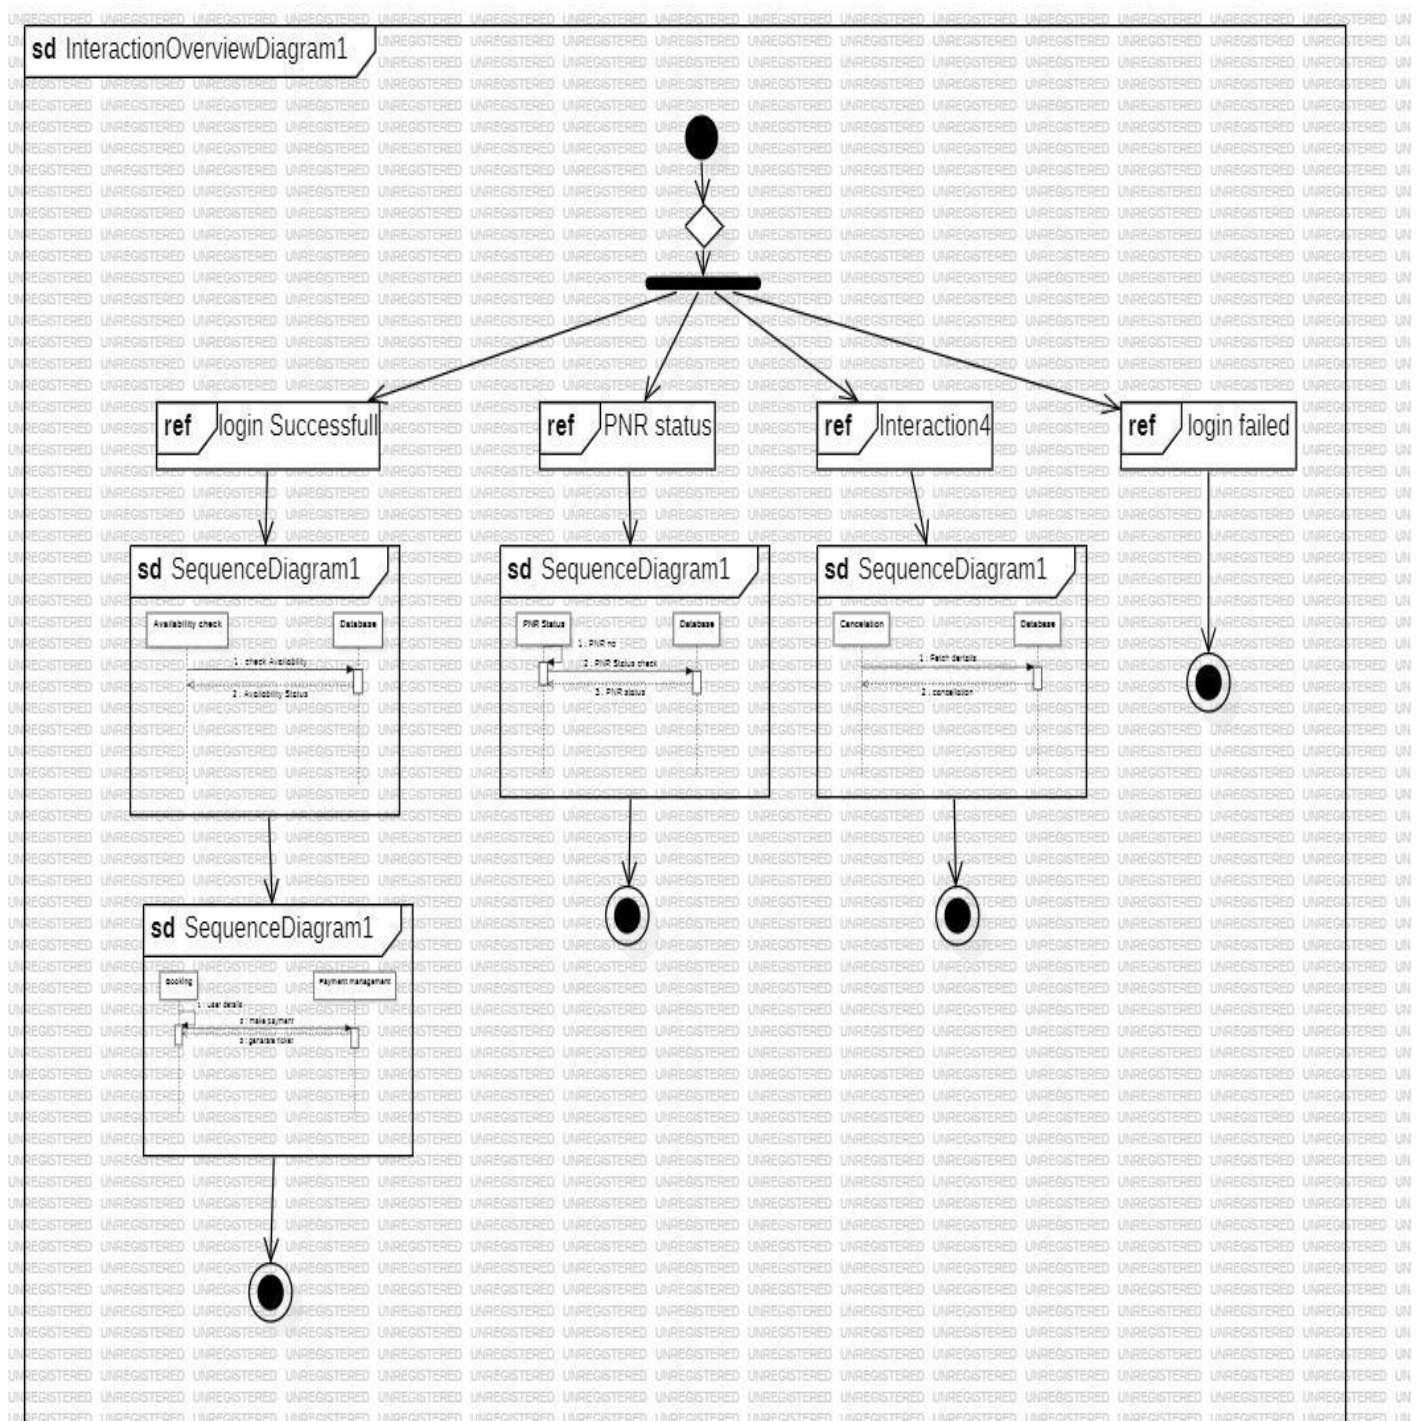 sd InteractionOverviewDiagram1
ref login Successfull
ref PNR status
ref Interaction4
ref login failed
sd SequenceDiagram1
Availability check
Database
1 : check Availability
2 : Availability Status
sd SequenceDiagram1
PNR Status
Database
1 : PNR no
2 : PNR Status check
3 : PNR status
sd SequenceDiagram1
Cancelation
Database
1 : Fetch
2 : cancellation
sd SequenceDiagram1
Booking
Payment management
1 : user details
2 : make payment
3 : ticket
UNREGISTERED